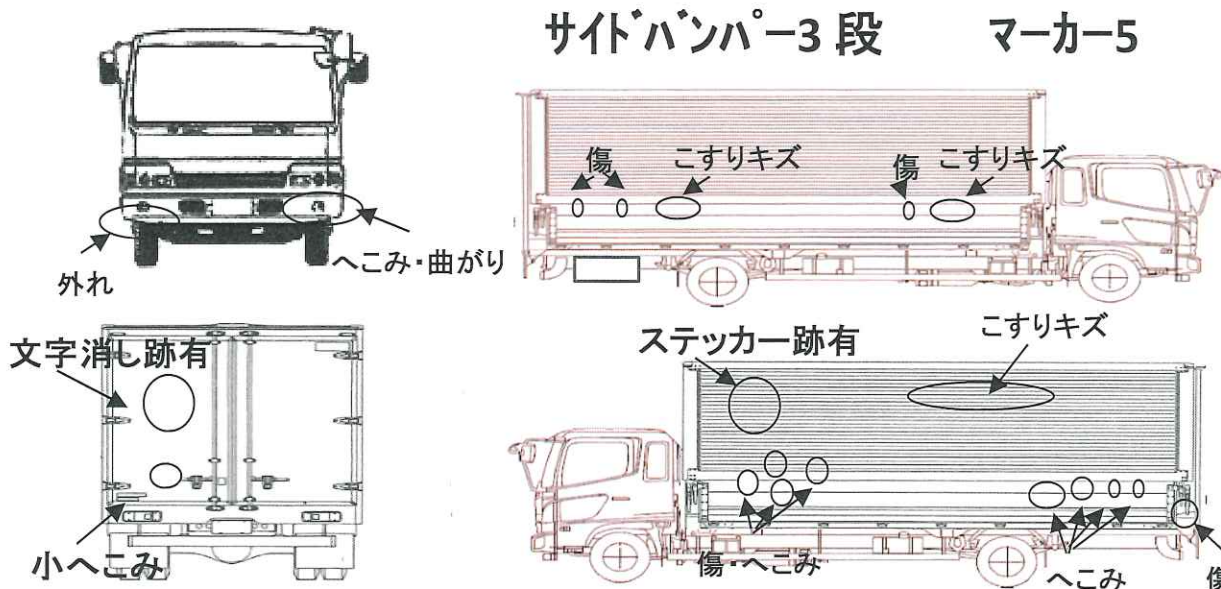 サイドバンパー3段 マーカー5
傷 こすりキズ 傷 こすりキズ
外れ
へこみ・曲がり
文字消し跡有
小へこみ
ステッカー跡有
こすりキズ
傷・へこみ
へこみ
傷